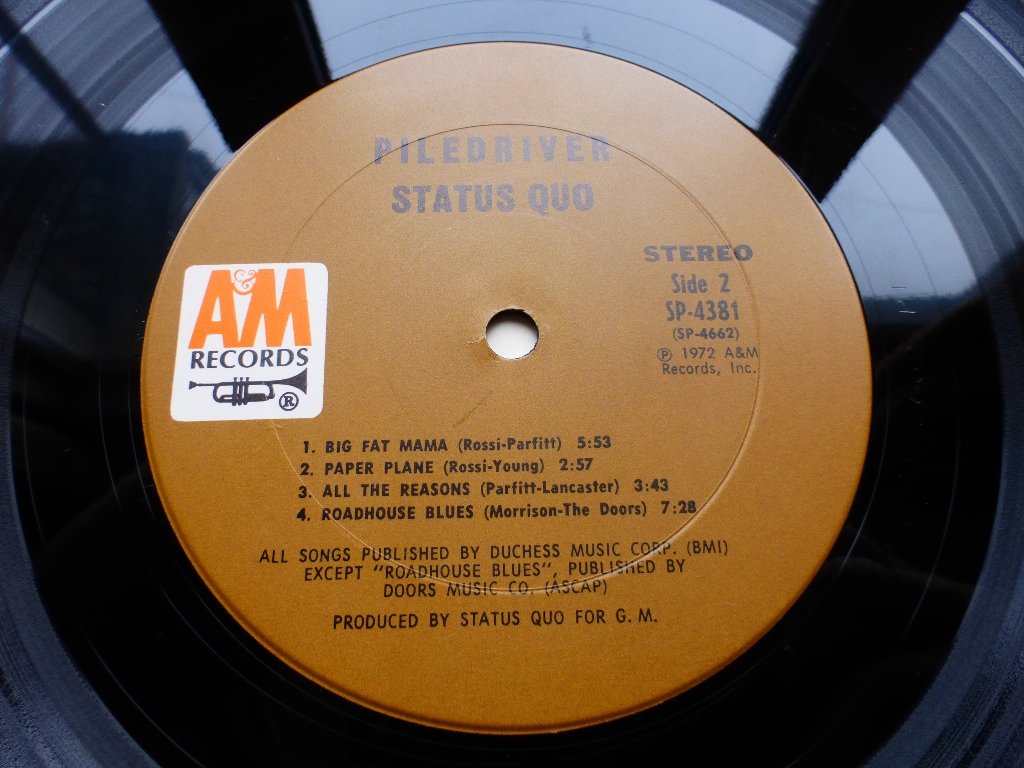 PILEDRIVER
STATUS QUO
STEREO
Side 2
SP-4381
(SP-4662)
Ⓟ 1972 A&M
Records, Inc.
A&M
RECORDS
®
1. BIG FAT MAMA (Rossi-Parfitt) 5:53
2. PAPER PLANE (Rossi-Young) 2:57
3. ALL THE REASONS (Parfitt-Lancaster) 3:43
4. ROADHOUSE BLUES (Morrison-The Doors) 7:28
ALL SONGS PUBLISHED BY DUCHESS MUSIC CORP. (BMI)
EXCEPT "ROADHOUSE BLUES", PUBLISHED BY
DOORS MUSIC CO. (ASCAP)
PRODUCED BY STATUS QUO FOR G. M.